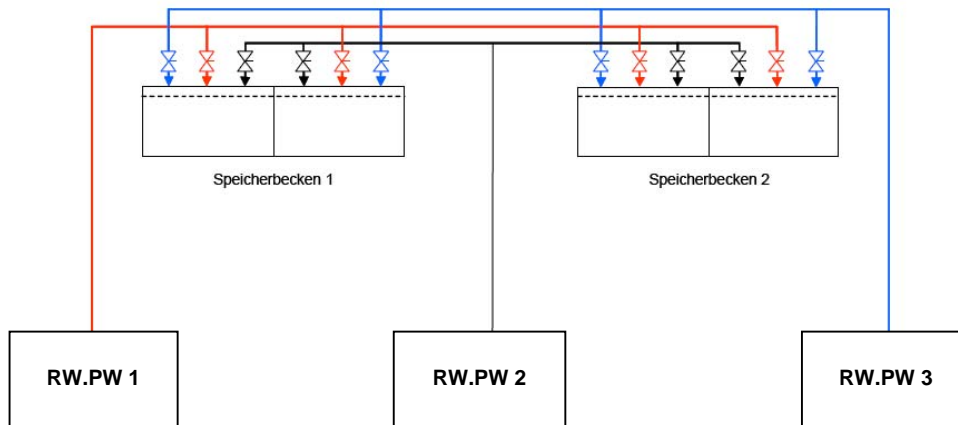 Speicherbecken 1
Speicherbecken 2
RW.PW 1
RW.PW 2
RW.PW 3